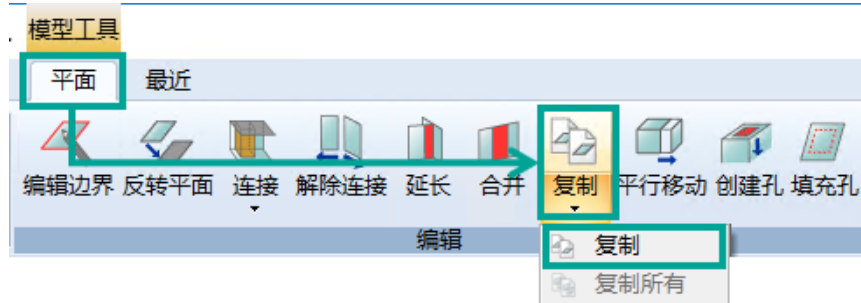 模型工具
平面 最近
编辑边界 反转平面 连接 解除连接 延长 合并 复制 平行移动 创建孔 填充孔
编辑
复制
复制所有